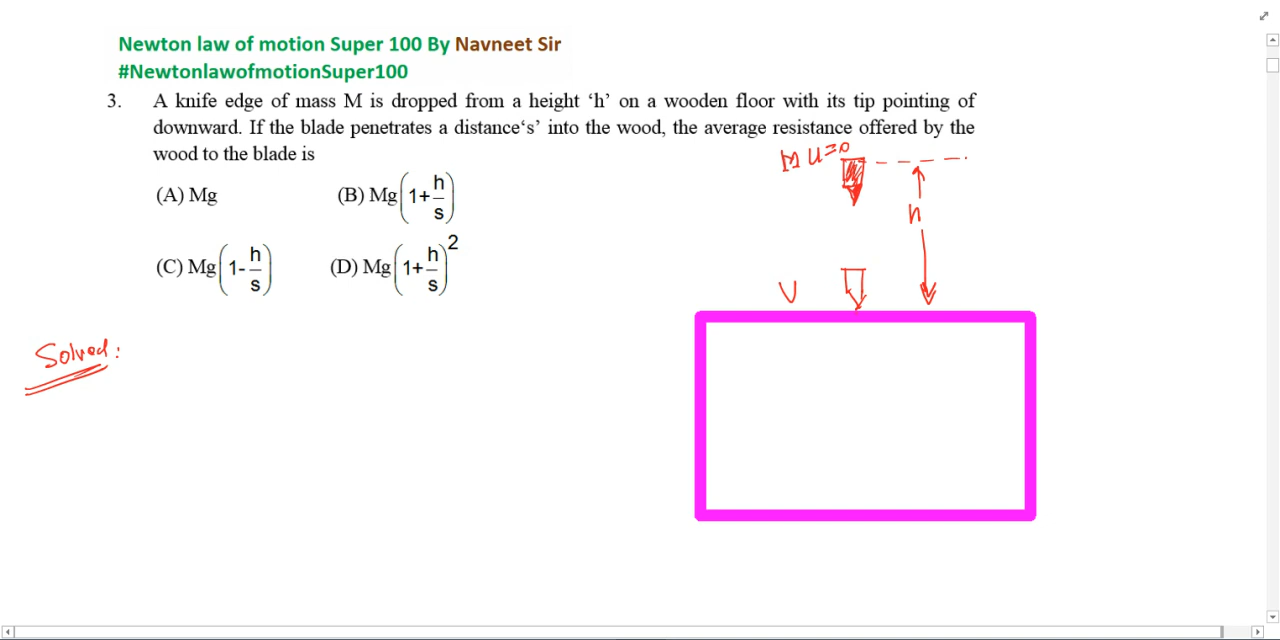 Newton law of motion Super 100 By Navneet Sir
#NewtonlawofmotionSuper100
3. A knife edge of mass M is dropped from a height ‘h’ on a wooden floor with its tip pointing of
downward. If the blade penetrates a distance‘s’ into the wood, the average resistance offered by the
wood to the blade is
(A) Mg (B) Mg(1+h/s)
(C) Mg(1-h/s) (D) Mg(1+h/s)²
M u=0
h
V
Solved: